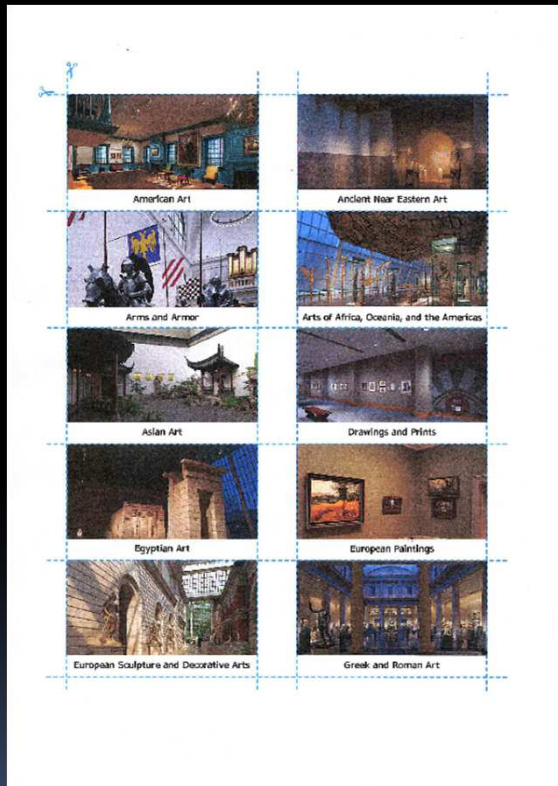 American Art
Ancient Near Eastern Art
Arms and Armor
Arts of Africa, Oceania, and the Americas
Asian Art
Drawings and Prints
Egyptian Art
European Paintings
European Sculpture and Decorative Arts
Greek and Roman Art